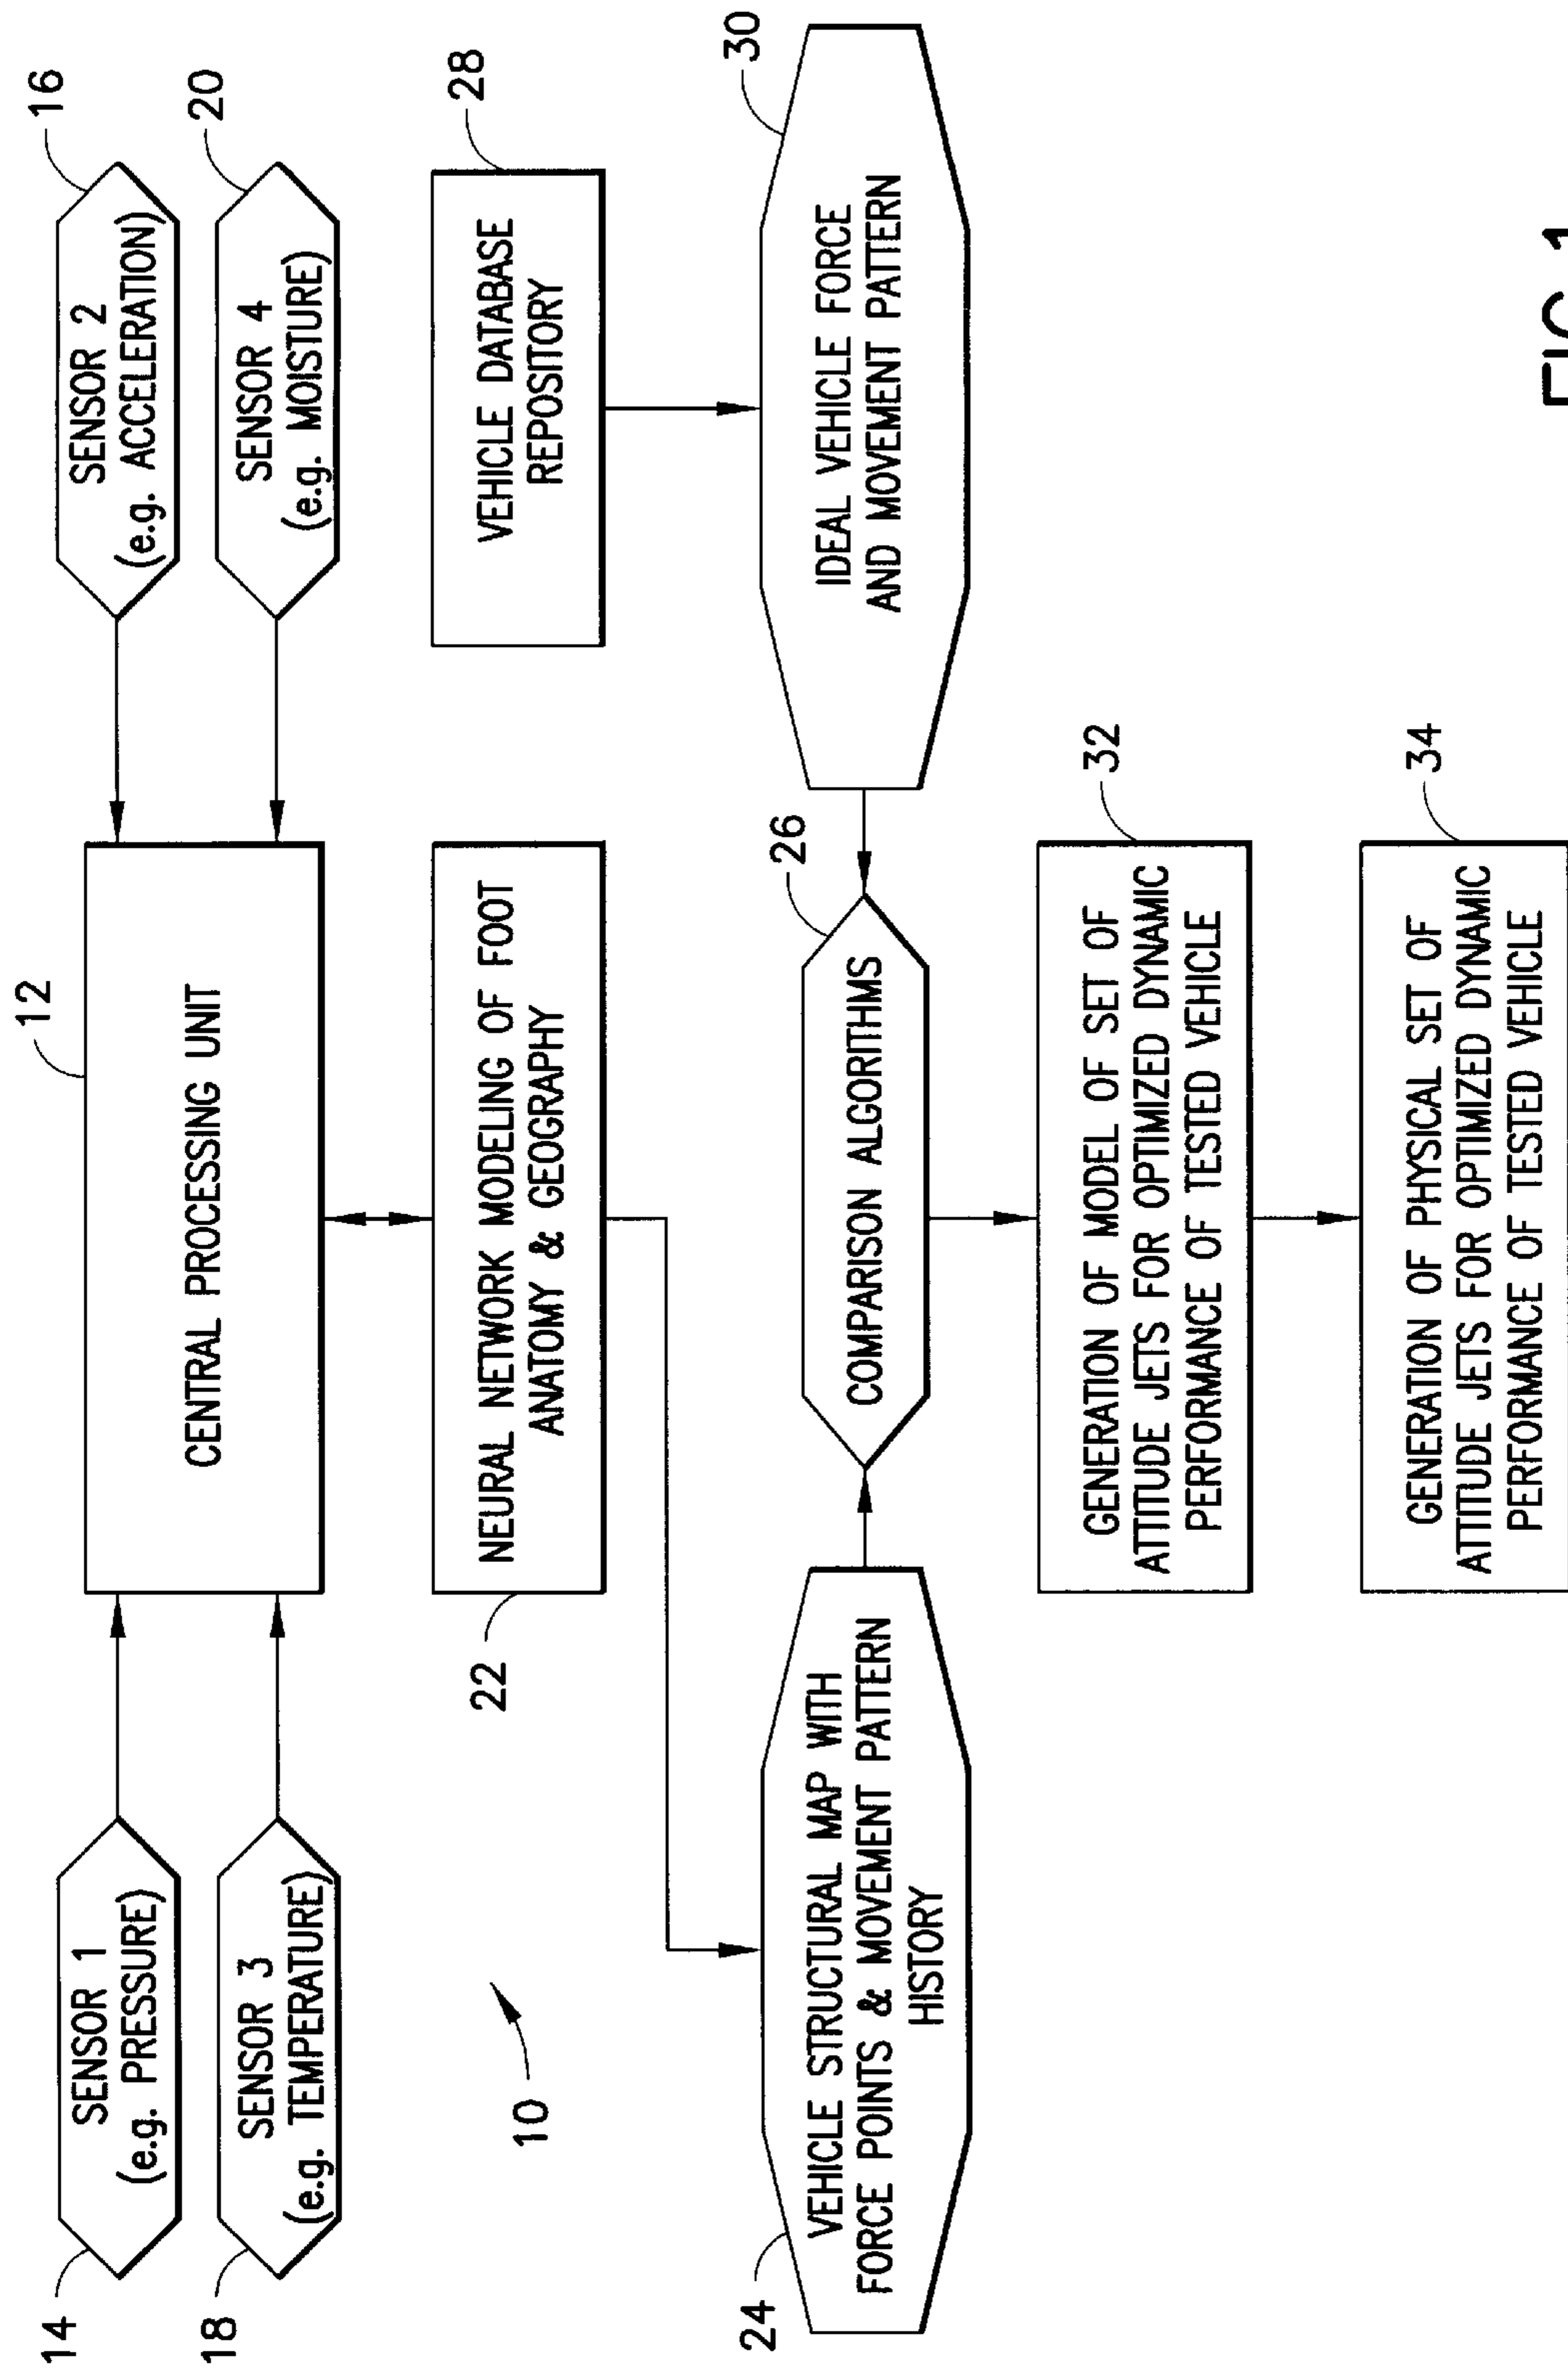 14
SENSOR 1
(e.g. PRESSURE)
12
CENTRAL PROCESSING UNIT
16
SENSOR 2
(e.g. ACCELERATION)
18
SENSOR 3
(e.g. TEMPERATURE)
20
SENSOR 4
(e.g. MOISTURE)
10
22
NEURAL NETWORK MODELING OF FOOT
ANATOMY & GEOGRAPHY
28
VEHICLE DATABASE
REPOSITORY
24
VEHICLE STRUCTURAL MAP WITH
FORCE POINTS & MOVEMENT PATTERN
HISTORY
26
COMPARISON ALGORITHMS
30
IDEAL VEHICLE FORCE
AND MOVEMENT PATTERN
32
GENERATION OF MODEL OF SET OF
ATTITUDE JETS FOR OPTIMIZED DYNAMIC
PERFORMANCE OF TESTED VEHICLE
34
GENERATION OF PHYSICAL SET OF
ATTITUDE JETS FOR OPTIMIZED DYNAMIC
PERFORMANCE OF TESTED VEHICLE
FIG.1